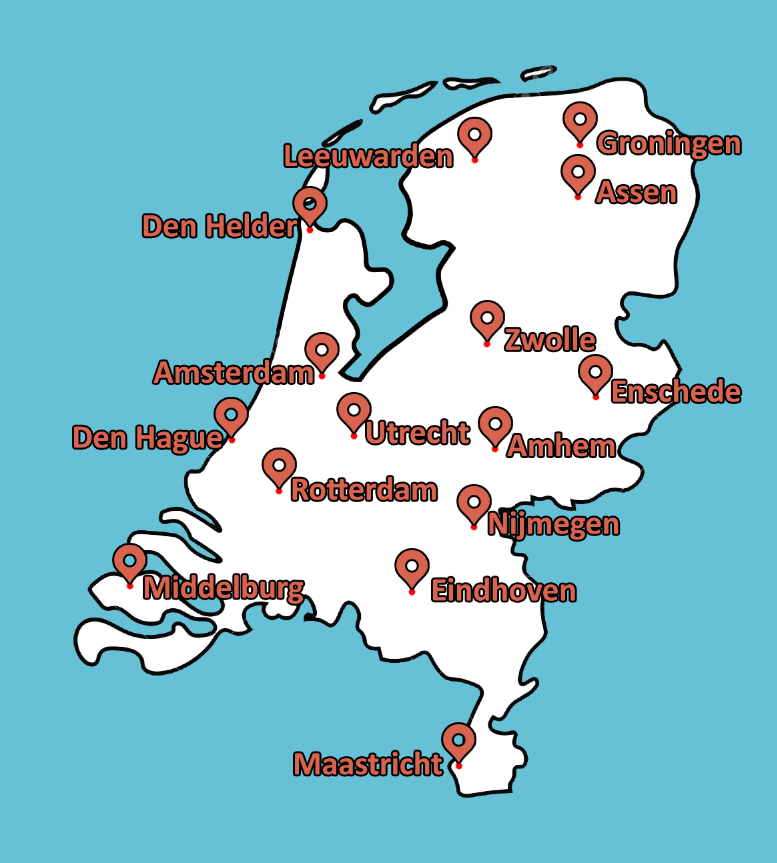 Groningen
Leeuwarden
Assen
Den Helder
Zwolle
Amsterdam
Enschede
Den Hague
Utrecht
Amhem
Rotterdam
Nijmegen
Middelburg
Eindhoven
Maastricht